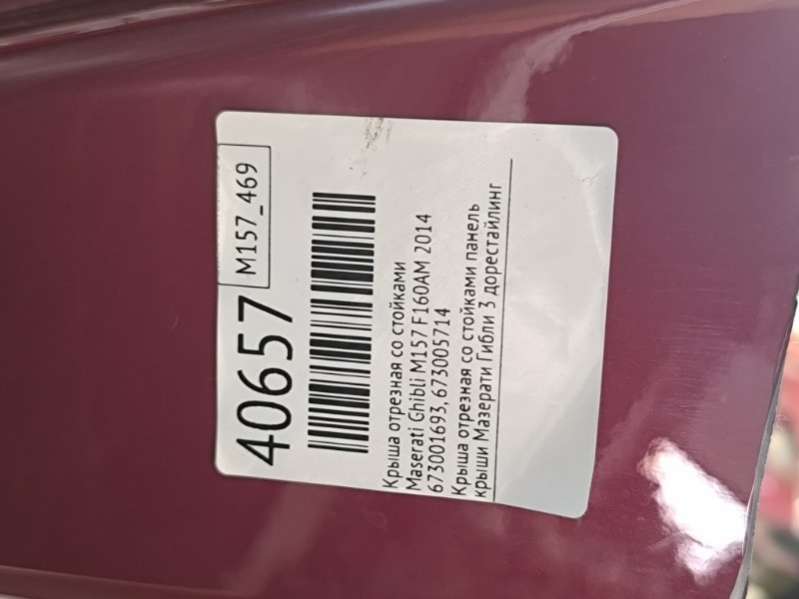 40657
M157_469
Крыша отрезная со стойками
Maserati Ghibli M157 F160AM 2014
673001693, 673005714
Крыша отрезная со стойками панель
крыши Мазерати Гибли 3 дорестайлинг